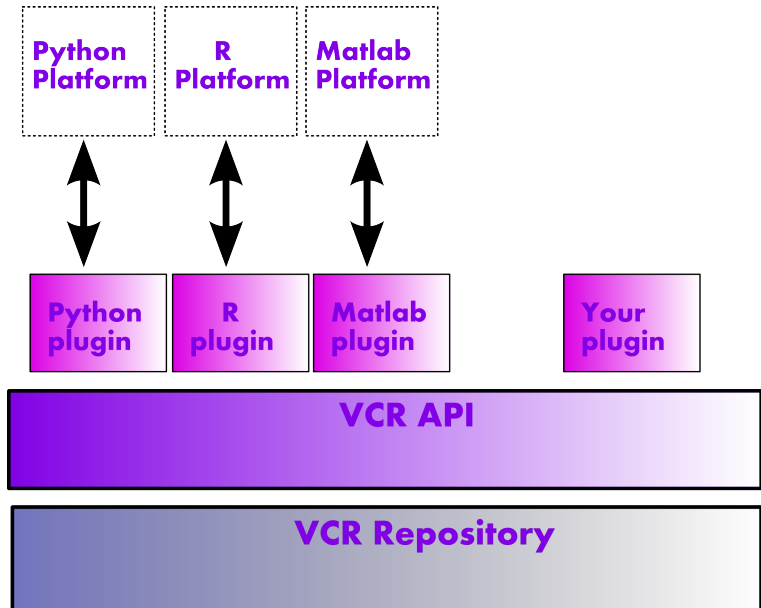 Python
Platform
R
Platform
Matlab
Platform
Python
plugin
R
plugin
Matlab
plugin
Your
plugin
VCR API
VCR Repository